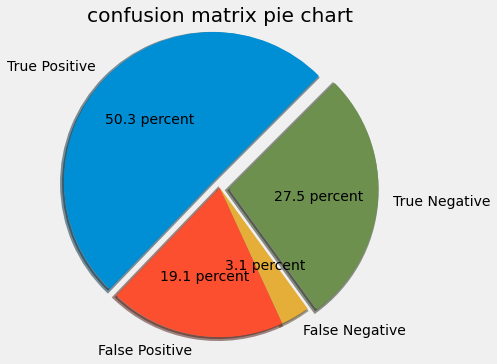 confusion matrix pie chart
True Positive
50.3 percent
27.5 percent
True Negative
3.1 percent
19.1 percent
False Negative
False Positive